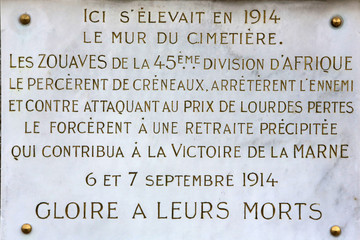 ICI S'ÉLEVAIT EN 1914
LE MUR DU CIMETIÈRE.
LES ZOUAVES DE LA 45ÈME DIVISION D'AFRIQUE
LE PERCÈRENT DE CRÉNEAUX, ARRÊTÈRENT L'ENNEMI
ET CONTRE ATTAQUANT AU PRIX DE LOURDES PERTES
LE FORCÈRENT À UNE RETRAITE PRÉCIPITÉE
QUI CONTRIBUA À LA VICTOIRE DE LA MARNE
6 ET 7 SEPTEMBRE 1914
GLOIRE A LEURS MORTS